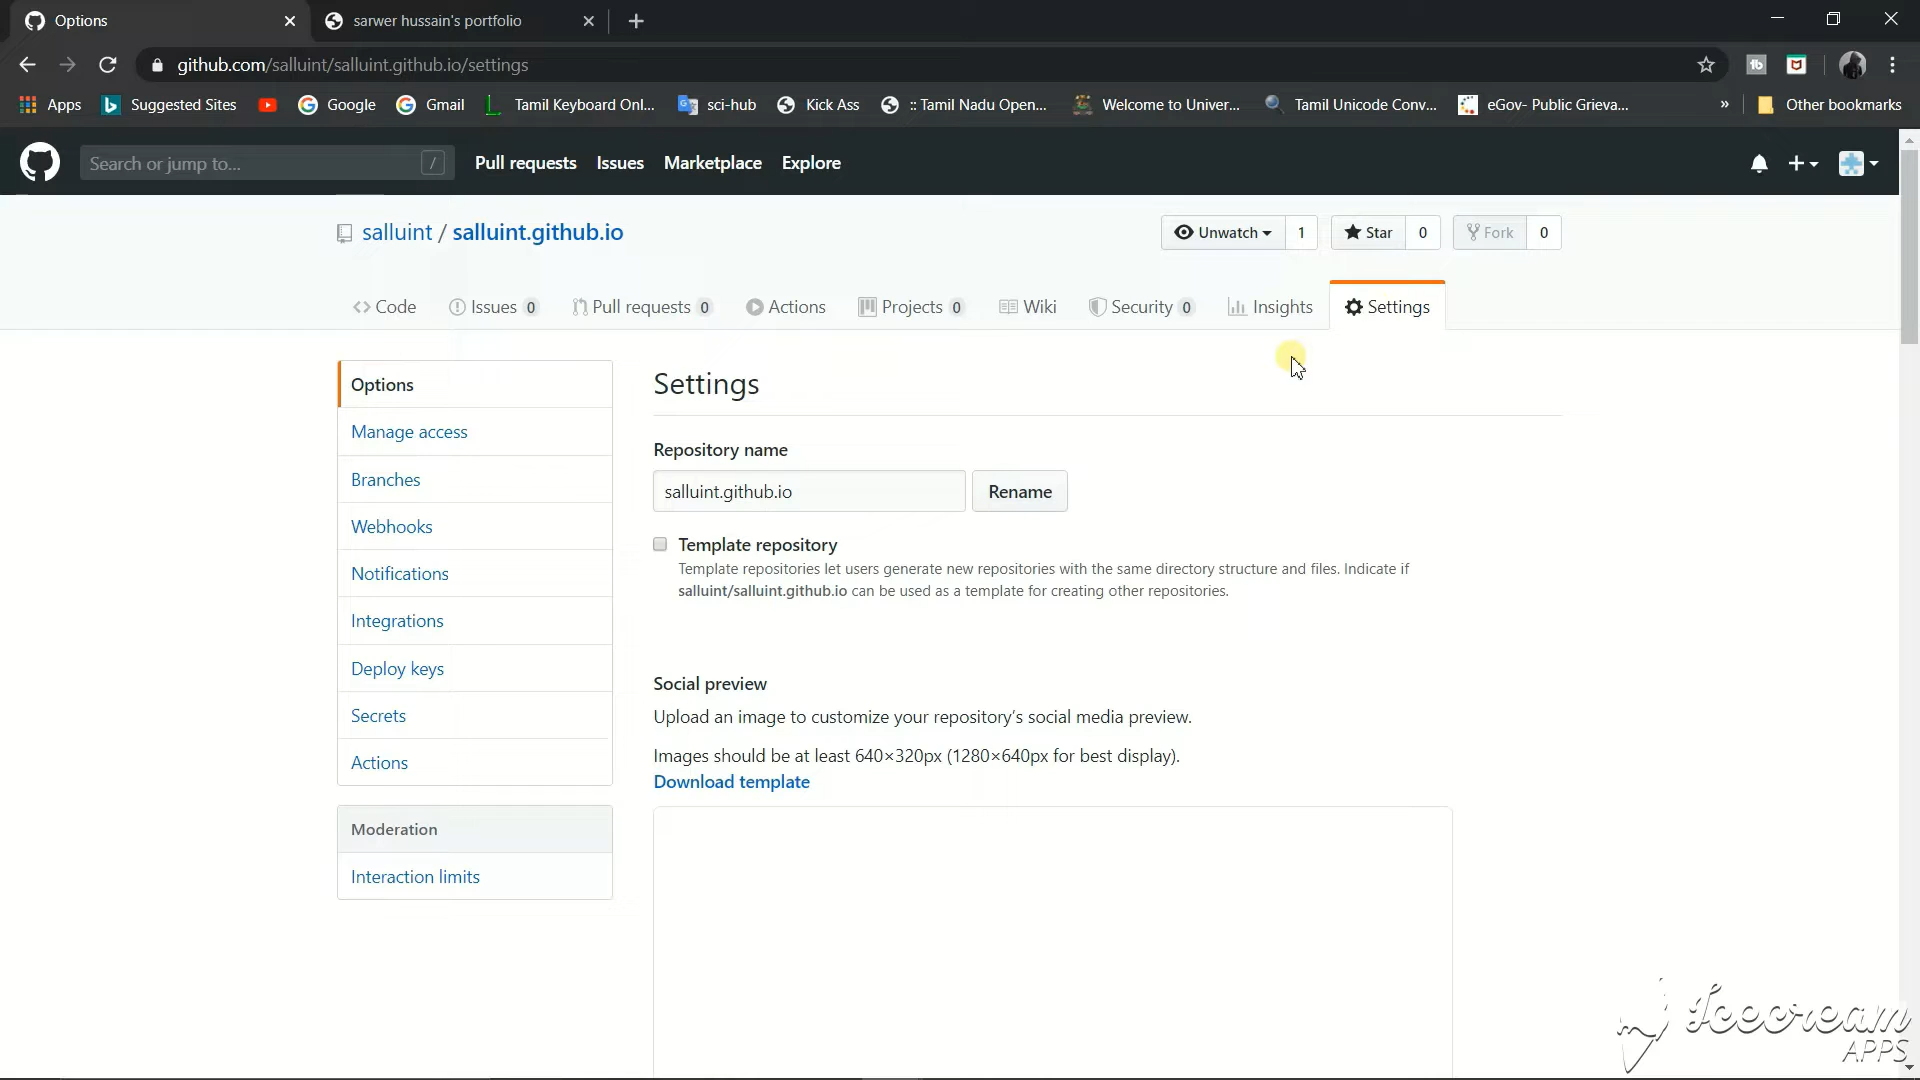 Options
sarwer hussain's portfolio
github.com/salluint/salluint.github.io/settings
Apps Suggested Sites Google Gmail Tamil Keyboard Onl... sci-hub Kick Ass :: Tamil Nadu Open... Welcome to Univer... Tamil Unicode Conv... eGov- Public Grieva... » Other bookmarks
Search or jump to... / Pull requests Issues Marketplace Explore
salluint / salluint.github.io Unwatch 1 Star 0 Fork 0
Code Issues 0 Pull requests 0 Actions Projects 0 Wiki Security 0 Insights Settings
Options
Manage access
Branches
Webhooks
Notifications
Integrations
Deploy keys
Secrets
Actions
Moderation
Interaction limits
Settings
Repository name
salluint.github.io Rename
Template repository
Template repositories let users generate new repositories with the same directory structure and files. Indicate if
salluint/salluint.github.io can be used as a template for creating other repositories.
Social preview
Upload an image to customize your repository's social media preview.
Images should be at least 640×320px (1280×640px for best display).
Download template
Icecream
APPS